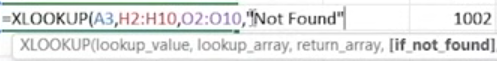 =XLOOKUP(A3,H2:H10,O2:O10,"Not Found" 1002
XLOOKUP(lookup_value, lookup_array, return_array, [if_not_found],